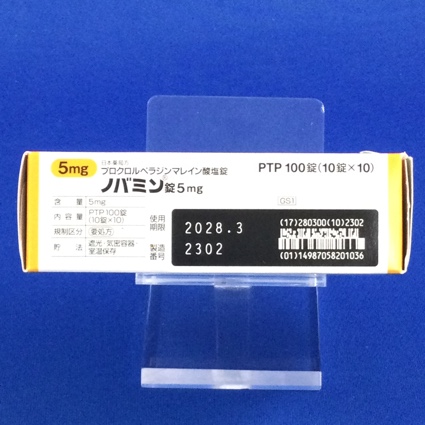 5mg
日本薬局方
プロクロルペラジンマレイン酸塩錠
ノバミン錠5mg
PTP 100錠(10錠×10)
含量 5mg
内容量 PTP 100錠
(10錠×10)
規制区分 要処方
貯法 遮光・気密容器・
室温保存
使用
期限 2028.3
製造
番号 2302
GS1
(17)280300(10)2302
(01)14987058201036